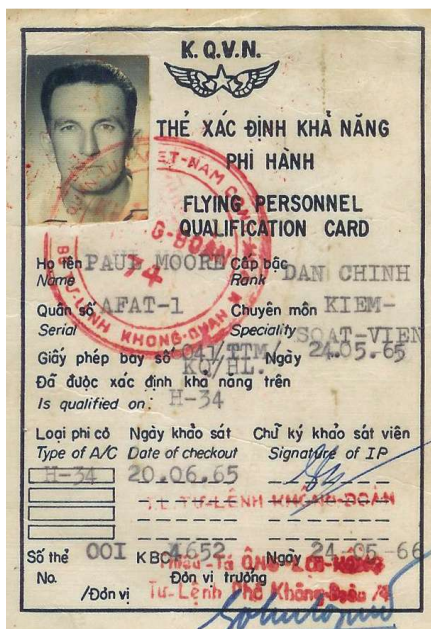 K.Q.V.N.
THẺ XÁC ĐỊNH KHẢ NĂNG
PHI HÀNH
FLYING PERSONNEL
QUALIFICATION CARD
Họ tên PAUL MOORE Cấp bậc DAN CHINH
Name Rank
Quân số AFAT-1 Chuyên môn KIEM-
Serial Speciality SOAT-VIEN
Giấy phép bay số 041/TTM/ Ngày 24.05.65
KQ/HL.
Đã được xác định khả năng trên
Is qualified on: H-34
Loại phi cơ Ngày khảo sát Chữ ký khảo sát viên
Type of A/C Date of checkout Signature of IP
H-34 20.06.65
TL. TƯ-LỆNH KHÔNG-ĐOÀN
Số thẻ 001 KBC 4652 Ngày 24-05-66
No. Đơn vị trưởng
/Đơn vị Tư-Lệnh Phó Không-Đoàn